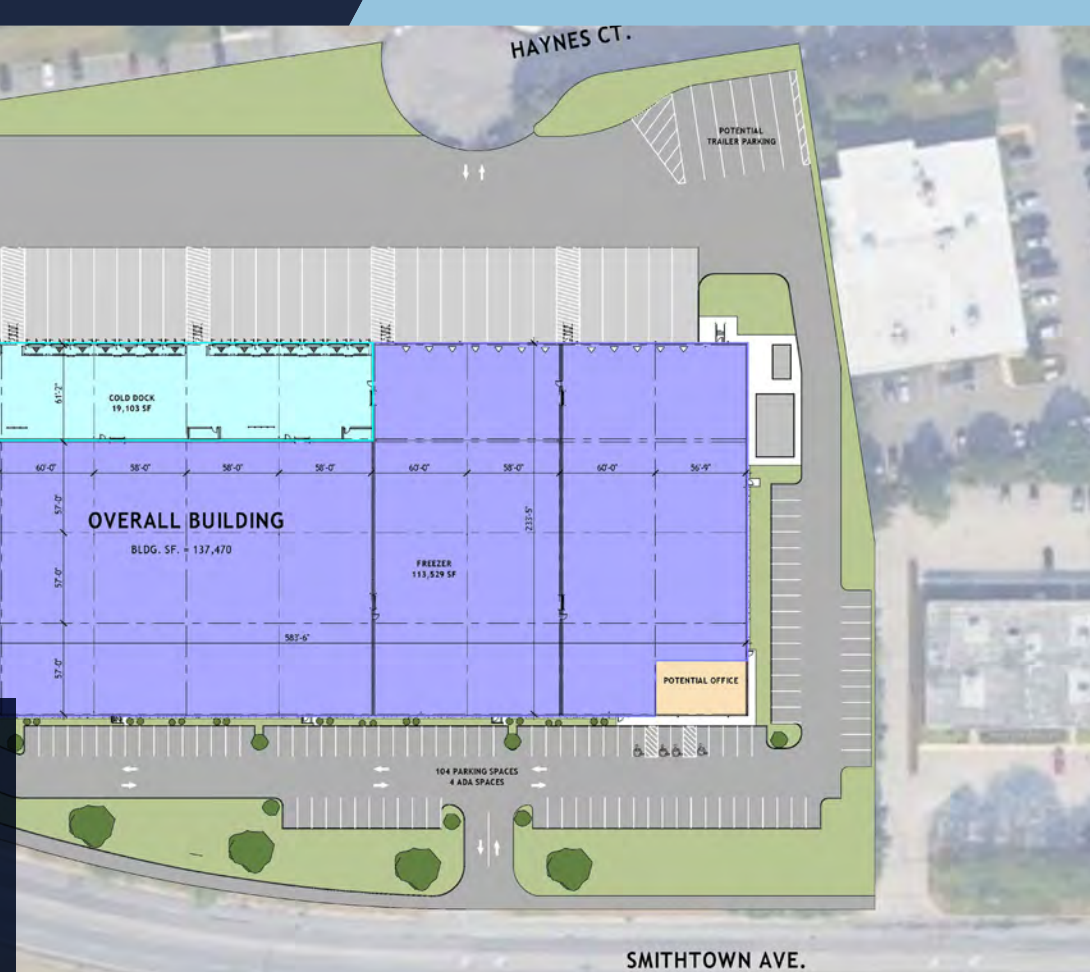 HAYNES CT.
POTENTIAL
TRAILER PARKING
COLD DOCK
19,103 SF
61'-2"
60'-0" 58'-0" 58'-0" 58'-0" 60'-0" 58'-0" 60'-0" 56'-9"
57'-0"
OVERALL BUILDING
BLDG. SF. = 137,470
233'-5"
57'-0"
FREEZER
113,529 SF
583'-6"
57'-0"
POTENTIAL OFFICE
104 PARKING SPACES
4 ADA SPACES
SMITHTOWN AVE.